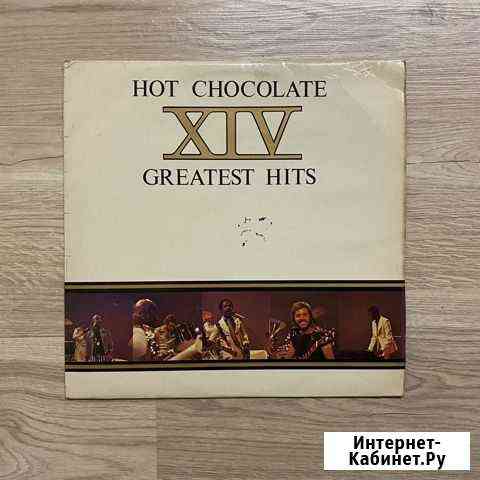 HOT CHOCOLATE
XIV
GREATEST HITS
Интернет-
Кабинет.Ру